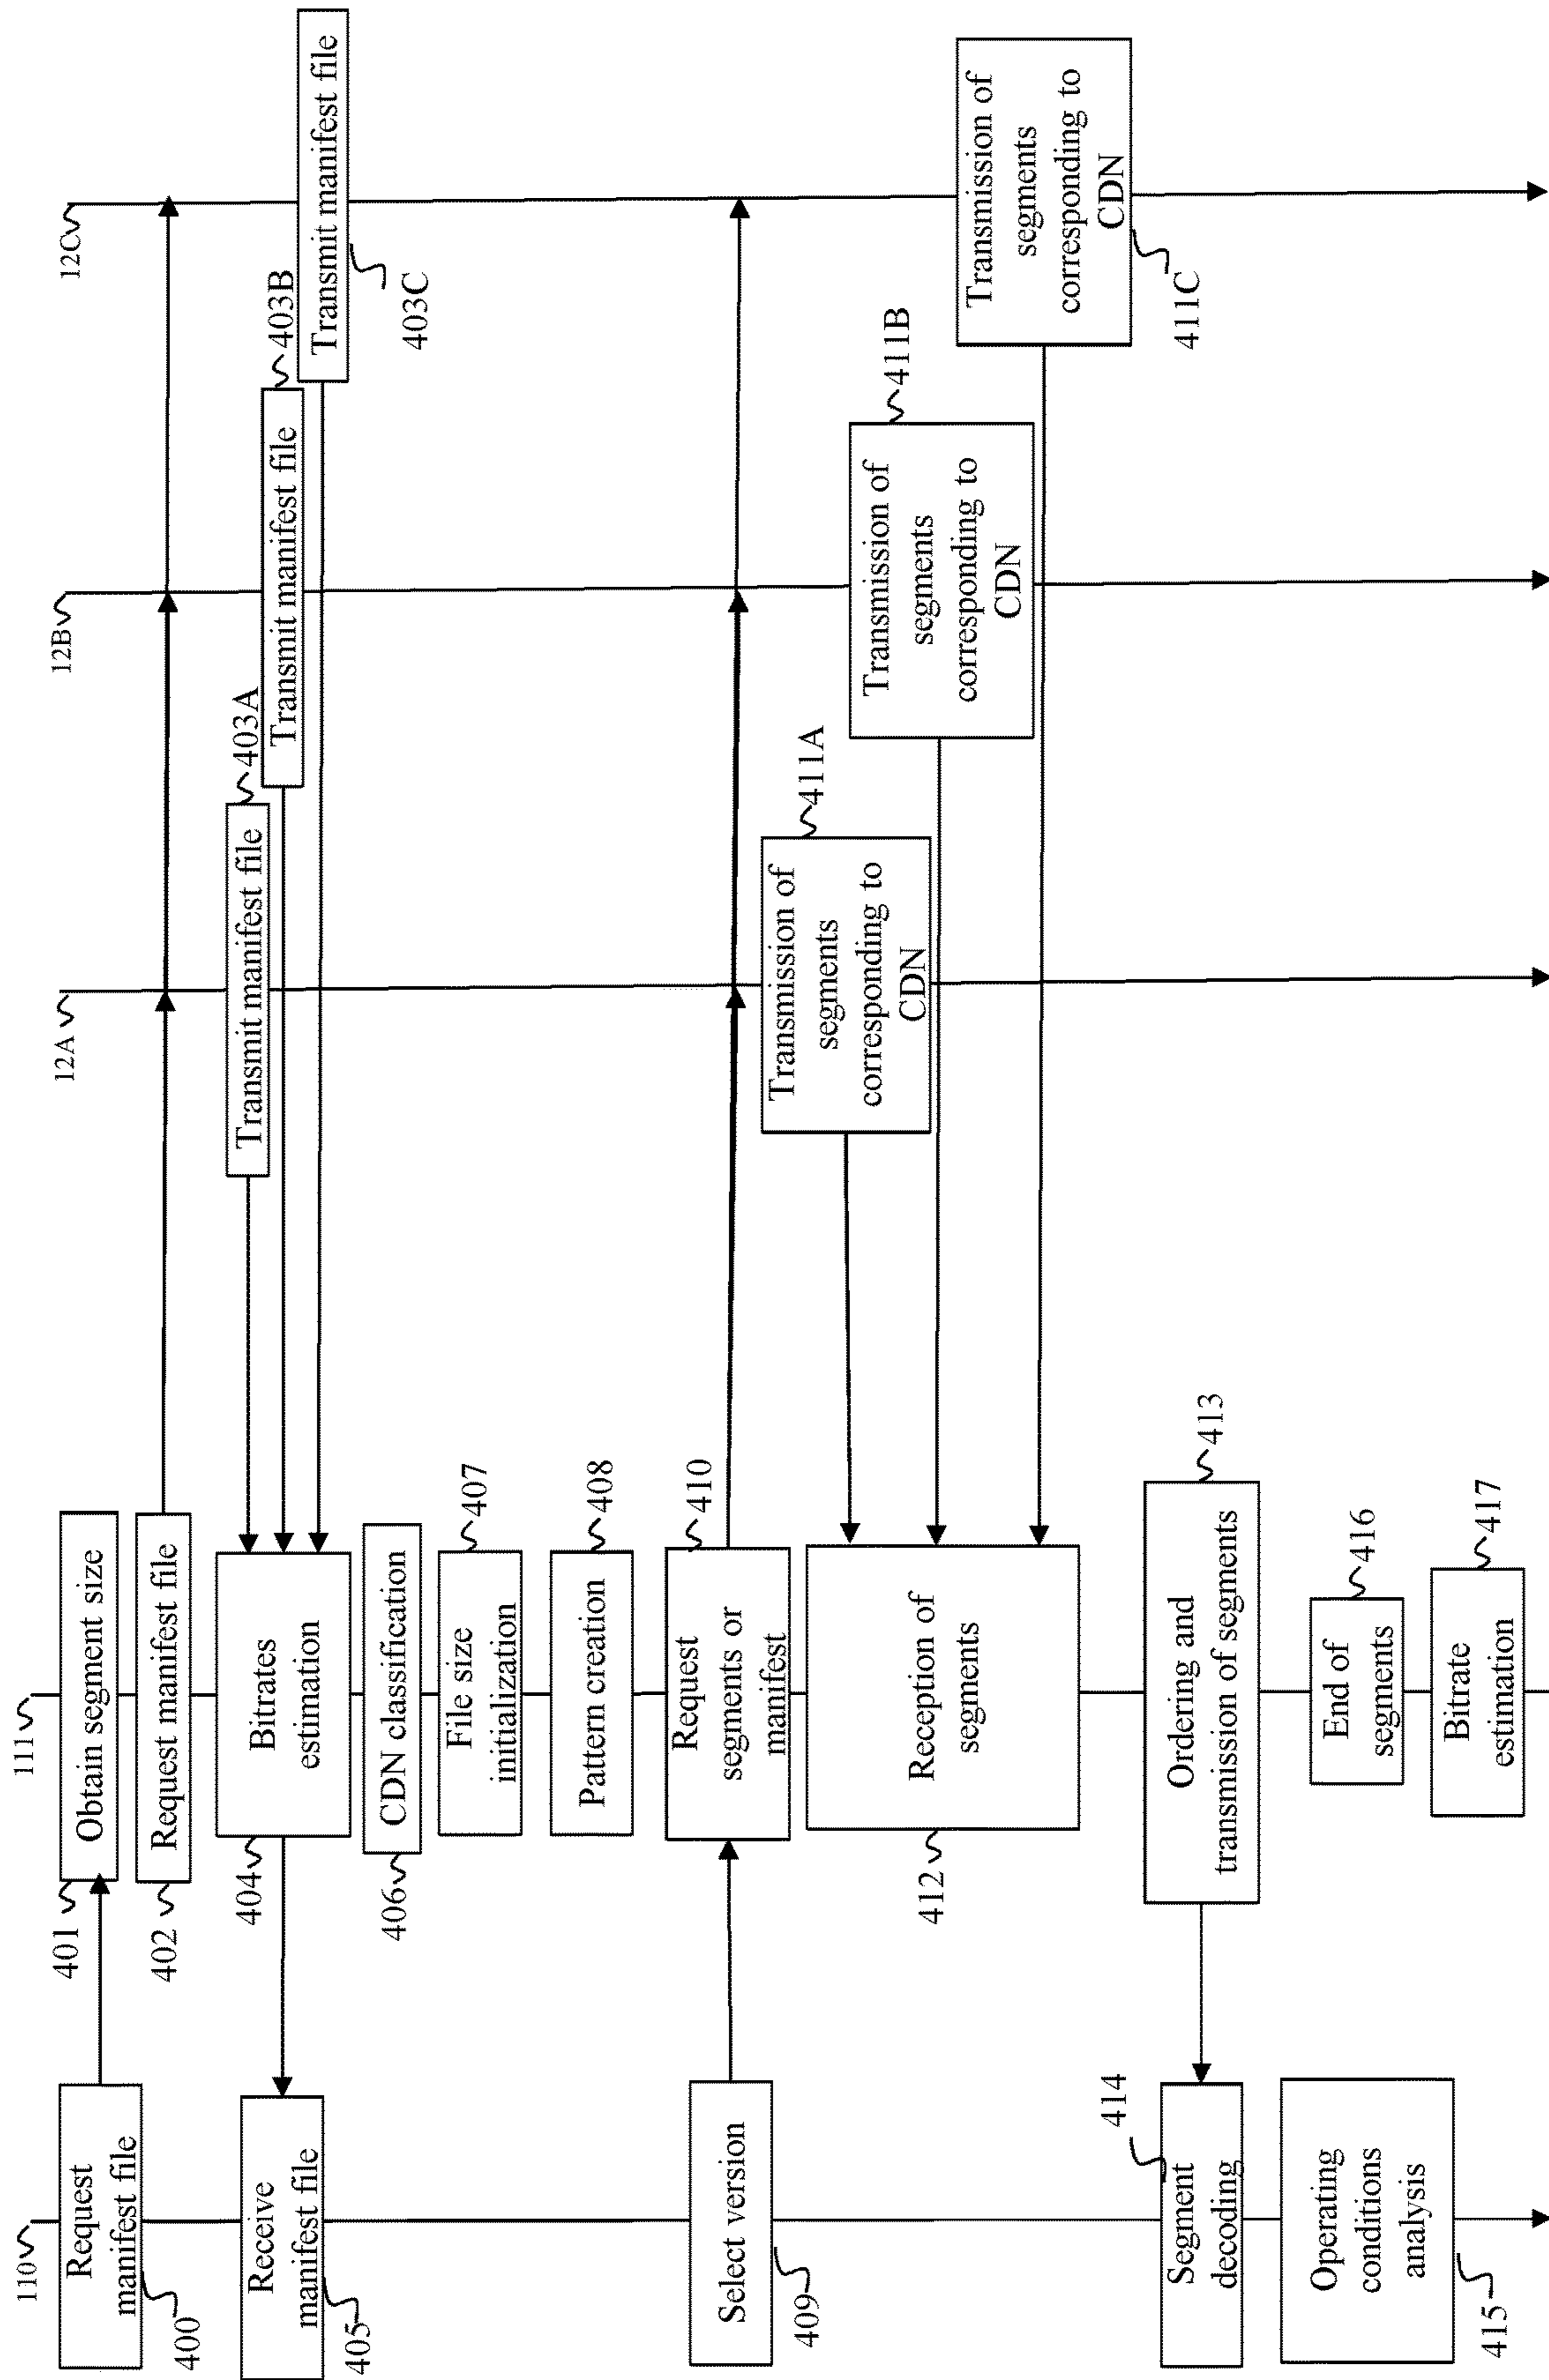 110
111
12A
12B
12C
Request
manifest file
400
Obtain segment size
401
Request manifest file
402
Transmit manifest file
403A
Transmit manifest file
403B
Transmit manifest file
403C
Bitrates
estimation
404
Receive
manifest file
405
CDN classification
406
File size
initialization
407
Pattern creation
408
Select version
409
Request
segments or
manifest
410
Transmission of
segments
corresponding to
CDN
411A
Transmission of
segments
corresponding to
CDN
411B
Transmission of
segments
corresponding to
CDN
411C
Reception of
segments
412
Ordering and
transmission of segments
413
Segment
decoding
414
Operating
conditions
analysis
415
End of
segments
416
Bitrate
estimation
417